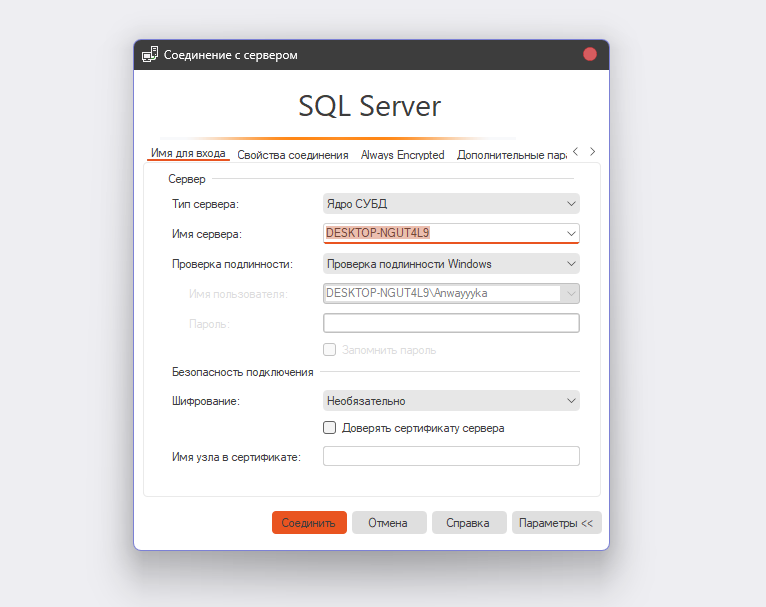 Соединение с сервером
SQL Server
Имя для входа Свойства соединения Always Encrypted Дополнительные пара
Сервер
Тип сервера: Ядро СУБД
Имя сервера: DESKTOP-NGUT4L9
Проверка подлинности: Проверка подлинности Windows
Имя пользователя: DESKTOP-NGUT4L9\Anwayyyka
Пароль:
Запомнить пароль
Безопасность подключения
Шифрование: Необязательно
Доверять сертификату сервера
Имя узла в сертификате:
Соединить Отмена Справка Параметры <<